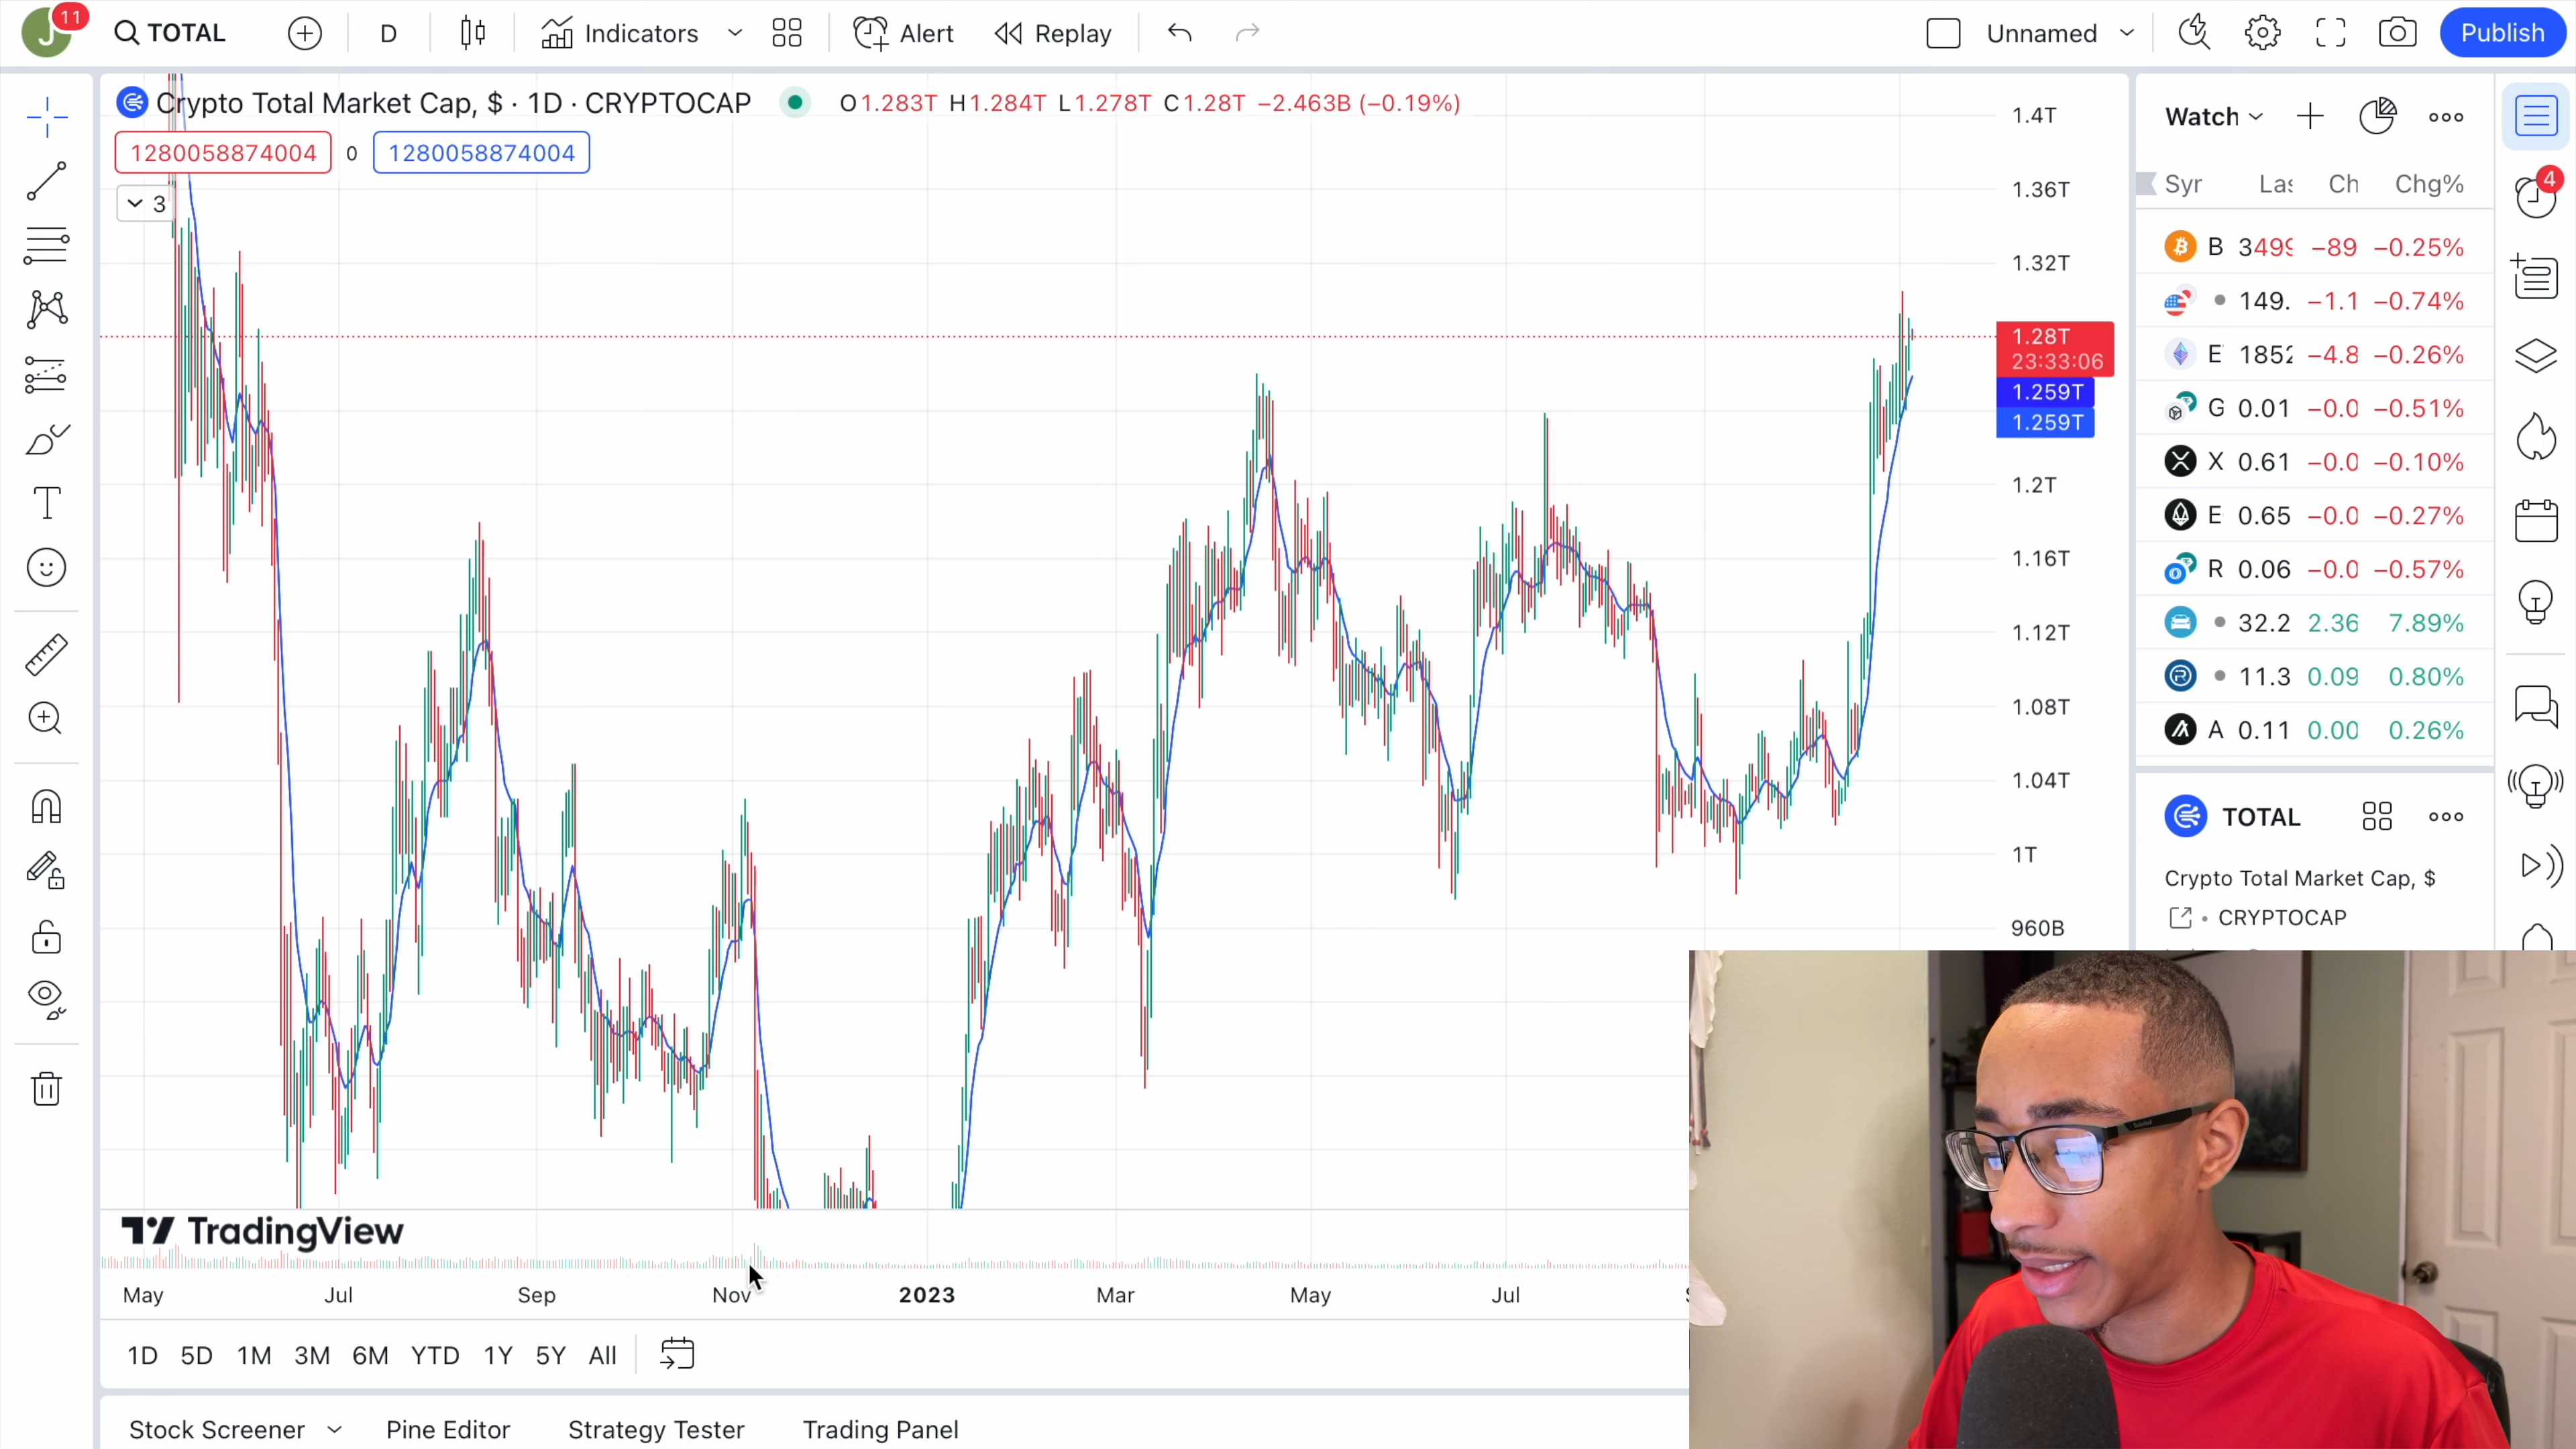 J 11 TOTAL D Indicators Alert Replay Unnamed Publish
Crypto Total Market Cap, $ · 1D · CRYPTOCAP O1.283T H1.284T L1.278T C1.28T −2.463B (−0.19%)
1280058874004 0 1280058874004
3
1.4T
1.36T
1.32T
1.28T
23:33:06
1.259T
1.259T
1.2T
1.16T
1.12T
1.08T
1.04T
1T
960B
TradingView
May Jul Sep Nov 2023 Mar May Jul
1D 5D 1M 3M 6M YTD 1Y 5Y All
Stock Screener Pine Editor Strategy Tester Trading Panel
Watch
4
Syr Las Ch Chg%
B 3499 −89 −0.25%
149. −1.1 −0.74%
E 1852 −4.8 −0.26%
G 0.01 −0.0 −0.51%
X 0.61 −0.0 −0.10%
E 0.65 −0.0 −0.27%
R 0.06 −0.0 −0.57%
32.2 2.36 7.89%
11.3 0.09 0.80%
A 0.11 0.00 0.26%
TOTAL
Crypto Total Market Cap, $
• CRYPTOCAP